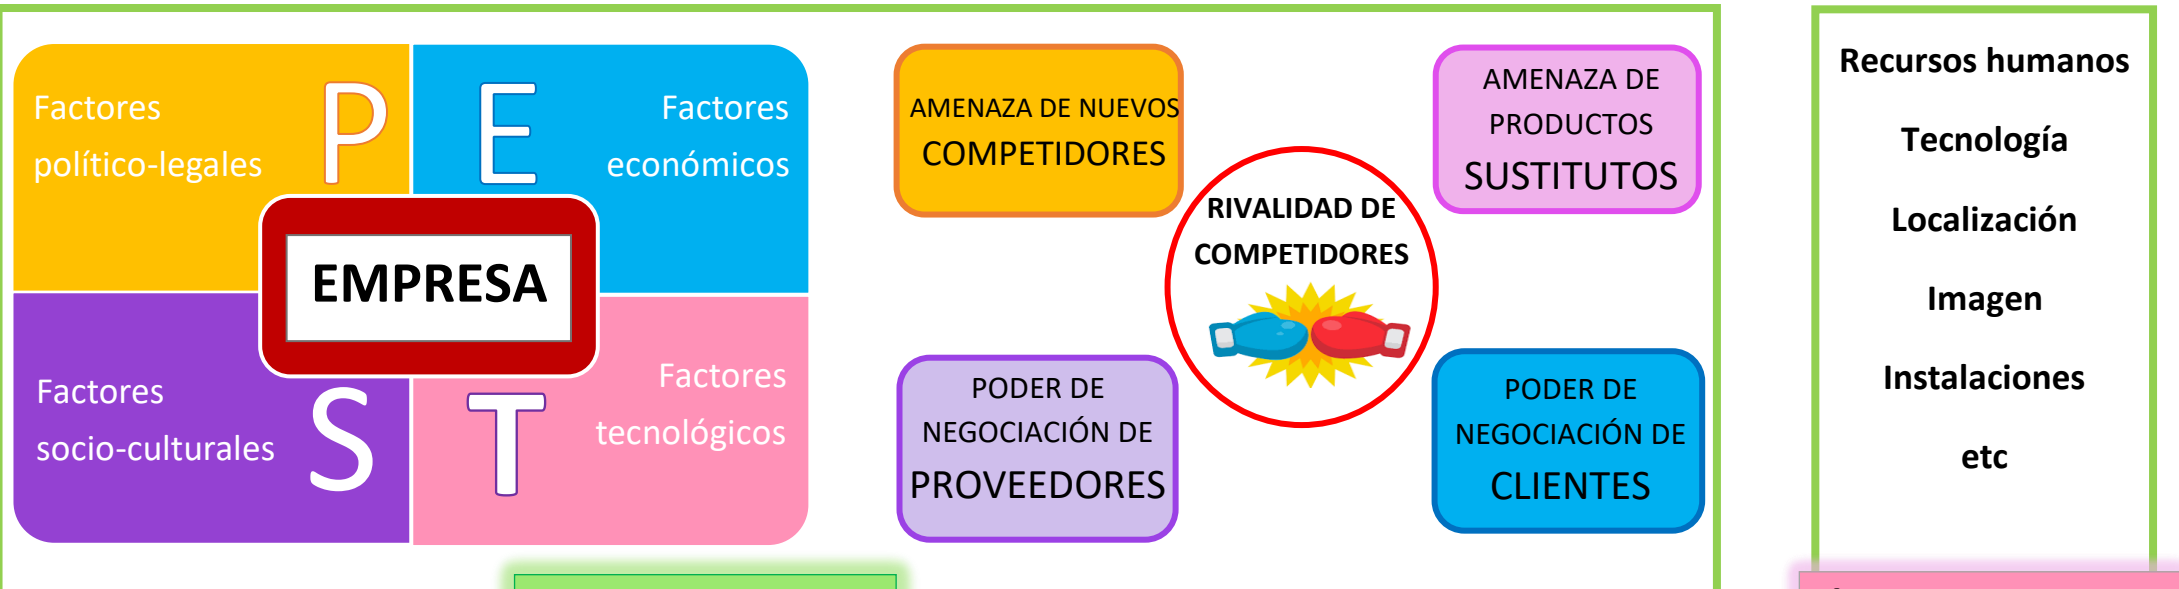 Factores
político-legales
P
E
Factores
económicos
EMPRESA
Factores
socio-culturales
S
T
Factores
tecnológicos
AMENAZA DE NUEVOS
COMPETIDORES
AMENAZA DE
PRODUCTOS
SUSTITUTOS
RIVALIDAD DE
COMPETIDORES
PODER DE
NEGOCIACIÓN DE
PROVEEDORES
PODER DE
NEGOCIACIÓN DE
CLIENTES
Recursos humanos
Tecnología
Localización
Imagen
Instalaciones
etc